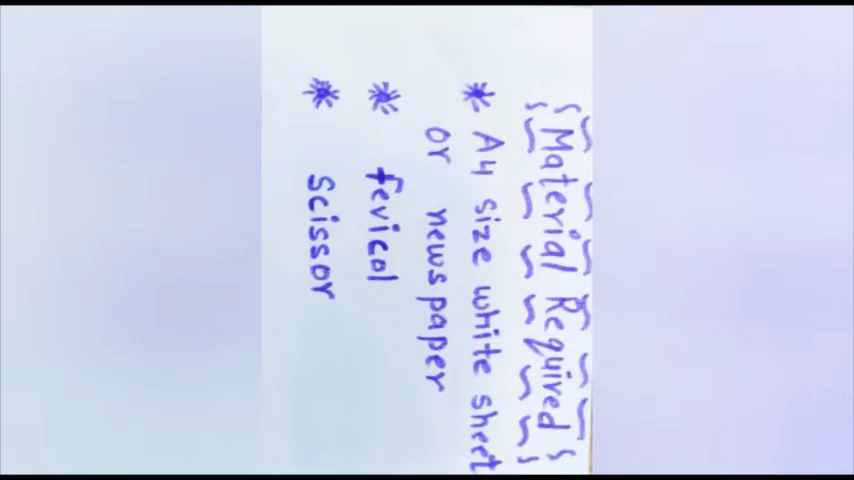 Material Required
* A4 size white sheet
or newspaper
* fevicol
* Scissor